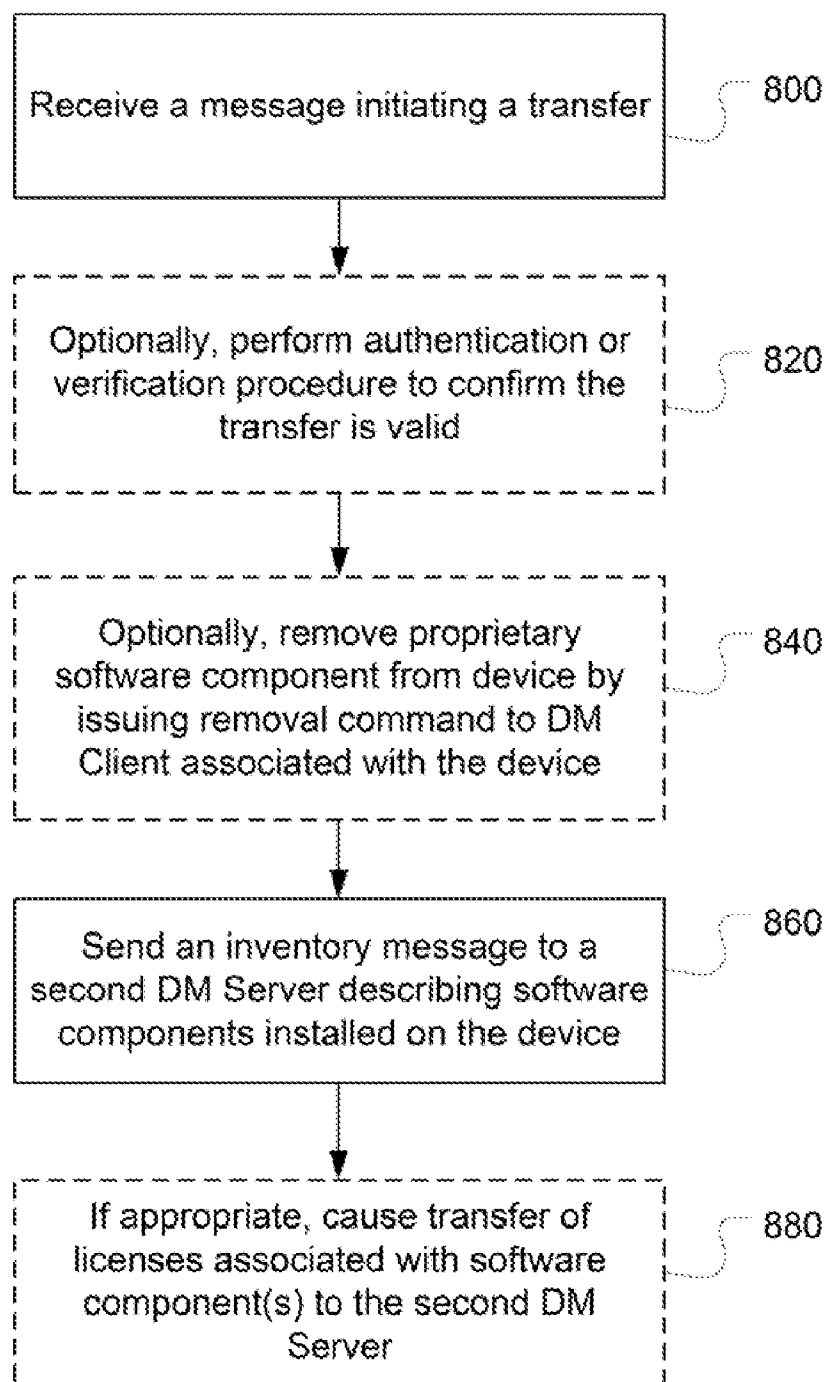 Receive a message initiating a transfer
800
Optionally, perform authentication or
verification procedure to confirm the
transfer is valid
820
Optionally, remove proprietary
software component from device by
issuing removal command to DM
Client associated with the device
840
Send an inventory message to a
second DM Server describing software
components installed on the device
860
If appropriate, cause transfer of
licenses associated with software
component(s) to the second DM
Server
880